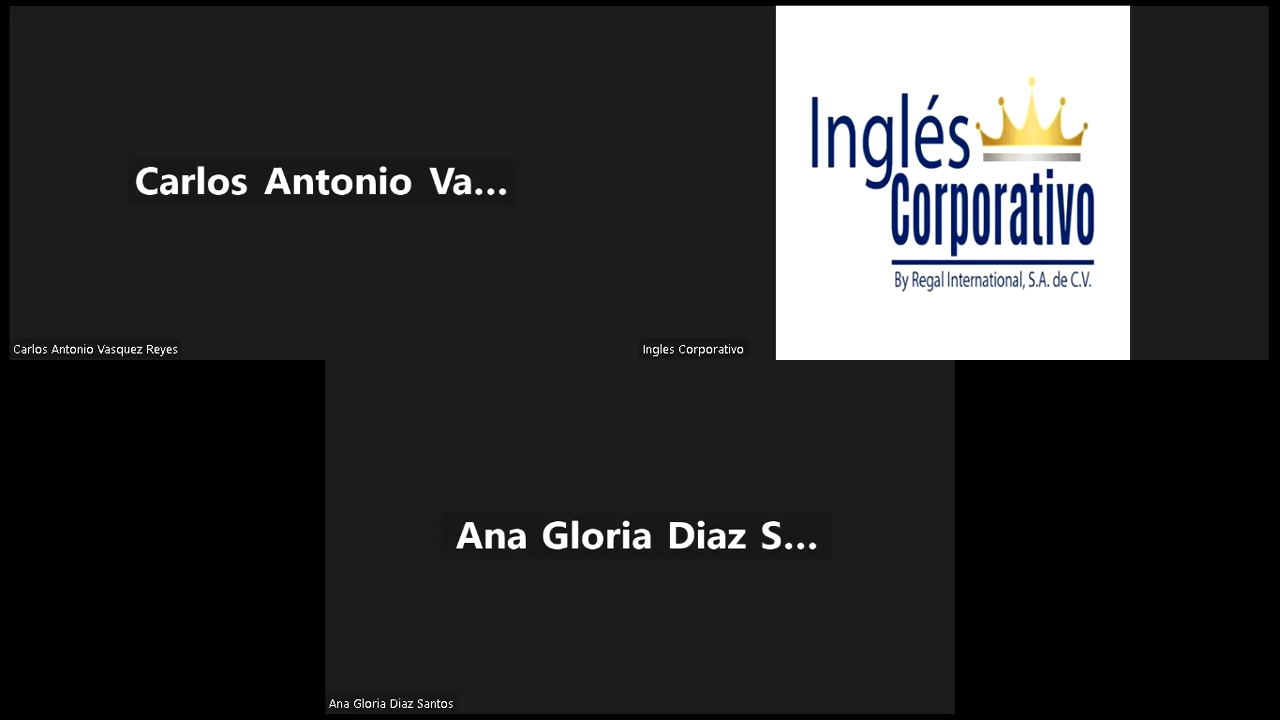 Carlos Antonio Va...
Carlos Antonio Vasquez Reyes
Inglés
Corporativo
By Regal International, S.A. de C.V.
Ingles Corporativo
Ana Gloria Diaz S...
Ana Gloria Diaz Santos